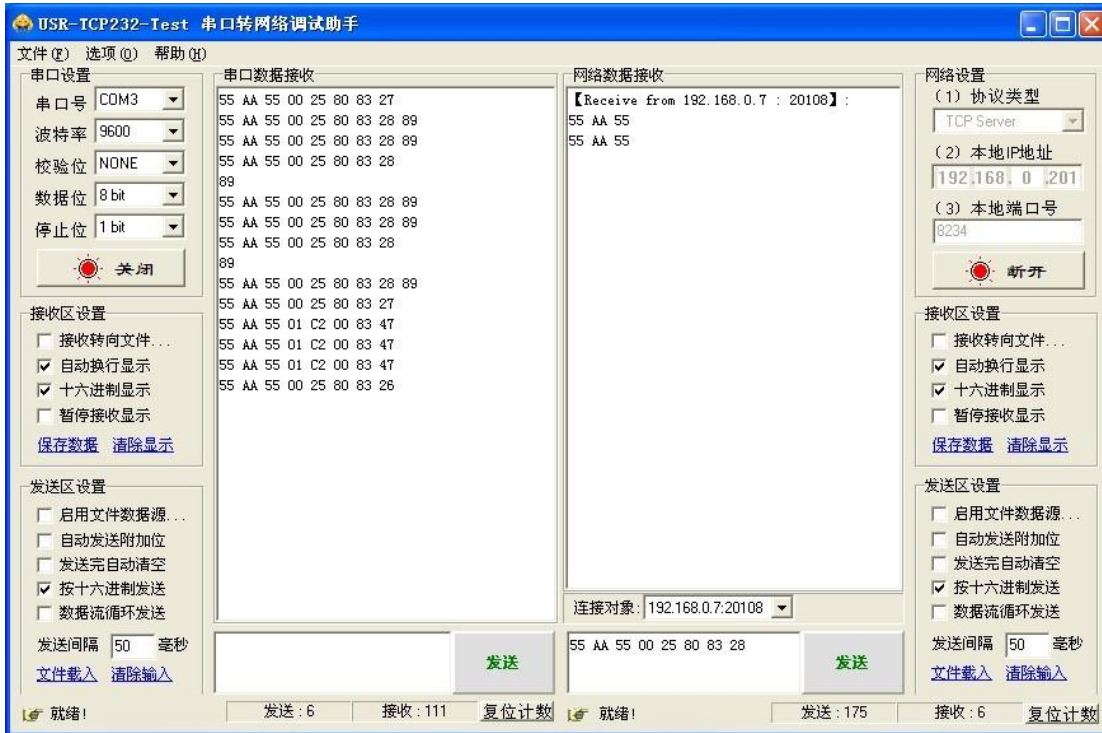 USR-TCP232-Test 串口转网络调试助手
文件(F) 选项(O) 帮助(H)
串口设置
串口号 COM3
波特率 9600
校验位 NONE
数据位 8 bit
停止位 1 bit
关闭
接收区设置
接收转向文件...
自动换行显示
十六进制显示
暂停接收显示
保存数据 清除显示
发送区设置
启用文件数据源...
自动发送附加位
发送完自动清空
按十六进制发送
数据流循环发送
发送间隔 50 毫秒
文件载入 清除输入
串口数据接收
55 AA 55 00 25 80 83 27
55 AA 55 00 25 80 83 28 89
55 AA 55 00 25 80 83 28 89
55 AA 55 00 25 80 83 28
89
55 AA 55 00 25 80 83 28 89
55 AA 55 00 25 80 83 28 89
55 AA 55 00 25 80 83 28
89
55 AA 55 00 25 80 83 28 89
55 AA 55 00 25 80 83 27
55 AA 55 01 C2 00 83 47
55 AA 55 01 C2 00 83 47
55 AA 55 01 C2 00 83 47
55 AA 55 00 25 80 83 26
发送
网络数据接收
【Receive from 192.168.0.7 : 20108】:
55 AA 55
55 AA 55
连接对象: 192.168.0.7:20108
55 AA 55 00 25 80 83 28
发送
网络设置
(1) 协议类型
TCP Server
(2) 本地IP地址
192.168. 0 .201
(3) 本地端口号
8234
断开
接收区设置
接收转向文件...
自动换行显示
十六进制显示
暂停接收显示
保存数据 清除显示
发送区设置
启用文件数据源...
自动发送附加位
发送完自动清空
按十六进制发送
数据流循环发送
发送间隔 50 毫秒
文件载入 清除输入
就绪! 发送:6 接收:111 复位计数
就绪! 发送:175 接收:6 复位计数